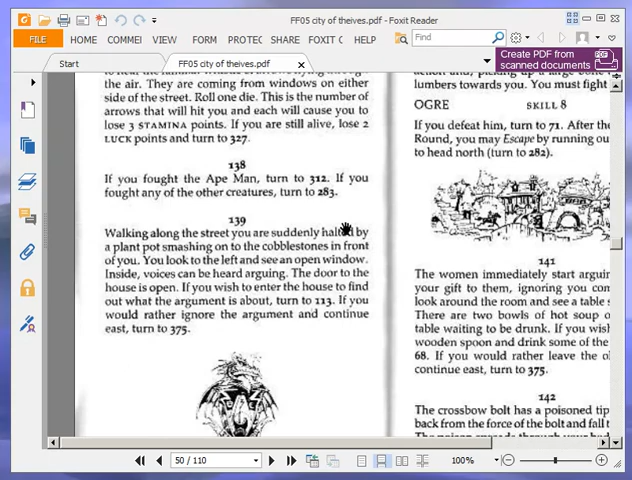 FF05 city of theives.pdf - Foxit Reader
FILE HOME COMMEI VIEW FORM PROTEC SHARE FOXIT C HELP Find
Start FF05 city of theives.pdf
Create PDF from
scanned documents
the air. They are coming from windows on either
side of the street. Roll one die. This is the number of
arrows that will hit you and each will cause you to
lose 3 STAMINA points. If you are still alive, lose 2
LUCK points and turn to 327.
138
If you fought the Ape Man, turn to 312. If you
fought any of the other creatures, turn to 283.
139
Walking along the street you are suddenly halted by
a plant pot smashing on to the cobblestones in front
of you. You look to the left and see an open window.
Inside, voices can be heard arguing. The door to the
house is open. If you wish to enter the house to find
out what the argument is about, turn to 113. If you
would rather ignore the argument and continue
east, turn to 375.
action and, picking up a large bone
lumbers towards you. You must fight
OGRE SKILL 8
If you defeat him, turn to 71. After the
Round, you may Escape by running ou
to head north (turn to 282).
141
The women immediately start arguin
your gift to them, ignoring you com
look around the room and see a table s
There are two bowls of hot soup o
table waiting to be drunk. If you wis
wooden spoon and drink some of the
68. If you would rather leave the o
continue east, turn to 375.
142
The crossbow bolt has a poisoned tip
back from the force of the bolt and fall t
50 / 110 100%